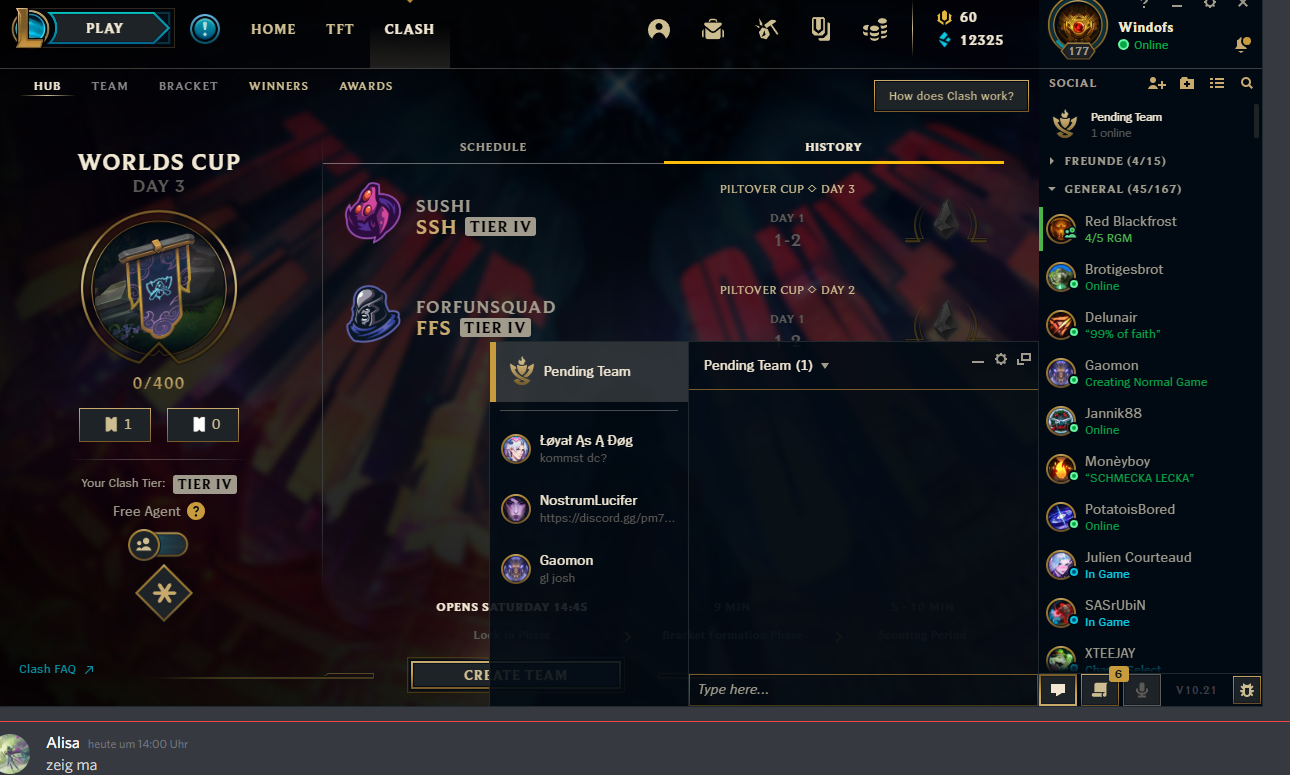 PLAY
HOME
TFT
CLASH
60
12325
177
Windofs
Online
HUB
TEAM
BRACKET
WINNERS
AWARDS
How does Clash work?
SOCIAL
Pending Team
1 online
FREUNDE (4/15)
GENERAL (45/167)
Red Blackfrost
4/5 RGM
Brotigesbrot
Online
Delunair
“99% of faith”
Gaomon
Creating Normal Game
Jannik88
Online
Monèyboy
“SCHMECKA LECKA”
PotatoisBored
Online
Julien Courteaud
In Game
SASrUbiN
In Game
XTEEJAY
Champ Select
6
V10.21
WORLDS CUP
DAY 3
0/400
1
0
Your Clash Tier: TIER IV
Free Agent ?
Clash FAQ
SCHEDULE
HISTORY
SUSHI
SSH TIER IV
PILTOVER CUP ◇ DAY 3
DAY 1
1-2
FORFUNSQUAD
FFS TIER IV
PILTOVER CUP ◇ DAY 2
DAY 1
1-2
Pending Team
Pending Team (1)
Łøyał Ąs Ą Đøg
kommst dc?
NostrumLucifer
https://discord.gg/pm7...
Gaomon
gl josh
OPENS SATURDAY 14:45
9 MIN
Lock in Phase
Bracket Formation Phase
Scouting Period
CREATE TEAM
Type here...
Alisa heute um 14:00 Uhr
zeig ma